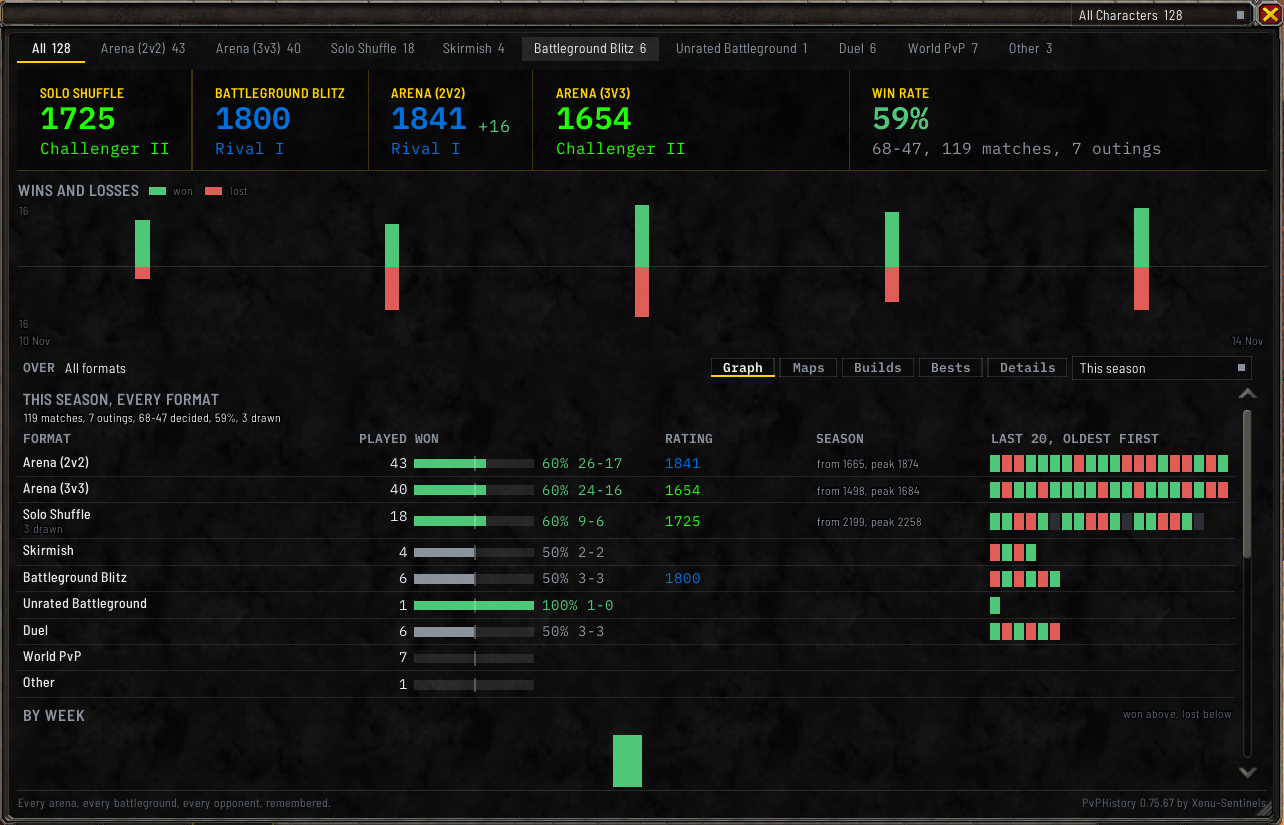 All Characters 128
All 128 Arena (2v2) 43 Arena (3v3) 40 Solo Shuffle 18 Skirmish 4 Battleground Blitz 6 Unrated Battleground 1 Duel 6 World PvP 7 Other 3
SOLO SHUFFLE BATTLEGROUND BLITZ ARENA (2V2) ARENA (3V3) WIN RATE
1725 1800 1841 +16 1654 59%
Challenger II Rival I Rival I Challenger II 68-47, 119 matches, 7 outings
WINS AND LOSSES won lost
16
16
10 Nov 14 Nov
OVER All formats Graph Maps Builds Bests Details This season
THIS SEASON, EVERY FORMAT
119 matches, 7 outings, 68-47 decided, 59%, 3 drawn
FORMAT PLAYED WON RATING SEASON LAST 20, OLDEST FIRST
Arena (2v2) 43 60% 26-17 1841 from 1665, peak 1874
Arena (3v3) 40 60% 24-16 1654 from 1498, peak 1684
Solo Shuffle 18 60% 9-6 1725 from 2199, peak 2258
3 drawn
Skirmish 4 50% 2-2
Battleground Blitz 6 50% 3-3 1800
Unrated Battleground 1 100% 1-0
Duel 6 50% 3-3
World PvP 7
Other 1
BY WEEK won above, lost below
Every arena, every battleground, every opponent, remembered. PvPHistory 0.75.67 by Xenu-Sentinels